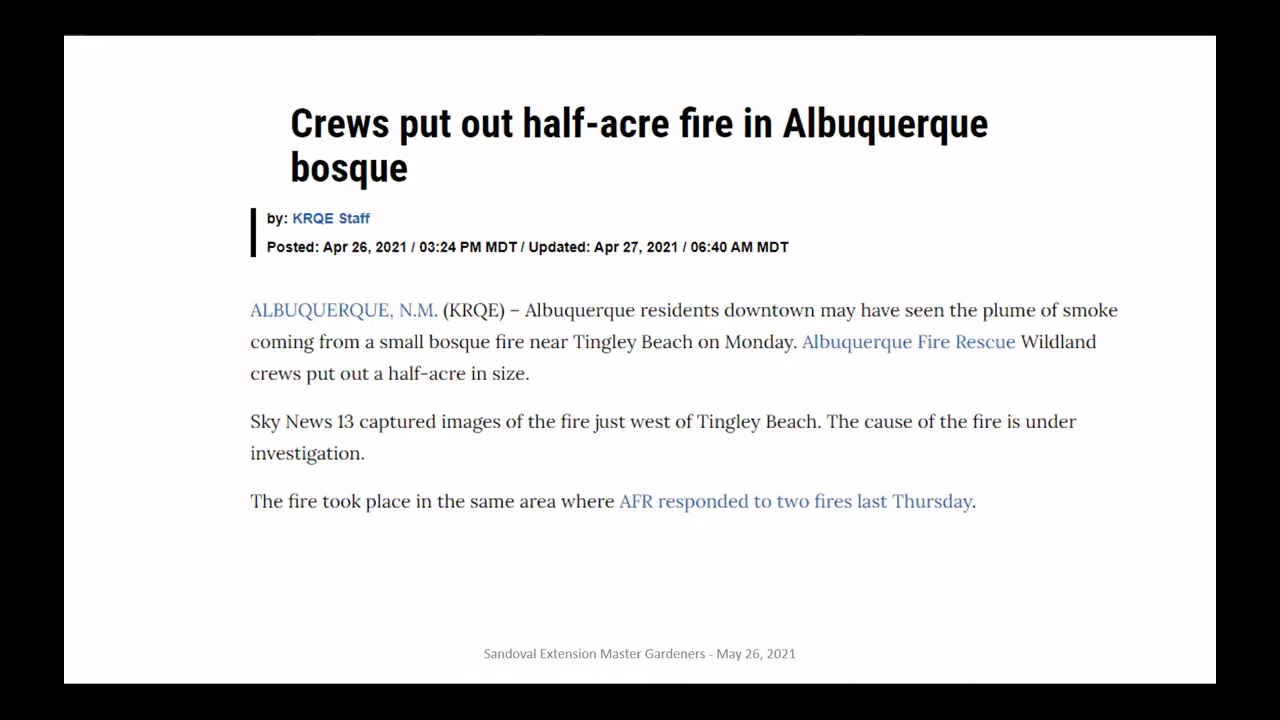 Crews put out half-acre fire in Albuquerque
bosque
by: KRQE Staff
Posted: Apr 26, 2021 / 03:24 PM MDT / Updated: Apr 27, 2021 / 06:40 AM MDT
ALBUQUERQUE, N.M. (KRQE) – Albuquerque residents downtown may have seen the plume of smoke
coming from a small bosque fire near Tingley Beach on Monday. Albuquerque Fire Rescue Wildland
crews put out a half-acre in size.
Sky News 13 captured images of the fire just west of Tingley Beach. The cause of the fire is under
investigation.
The fire took place in the same area where AFR responded to two fires last Thursday.
Sandoval Extension Master Gardeners - May 26, 2021